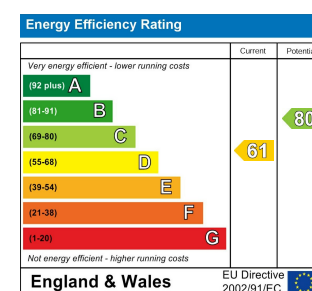 Energy Efficiency Rating
Current Potentia
Very energy efficient - lower running costs
(92 plus) A
(81-91) B
(69-80) C
(55-68) D
(39-54) E
(21-38) F
(1-20) G
61
80
Not energy efficient - higher running costs
England & Wales
EU Directive
2002/91/EC